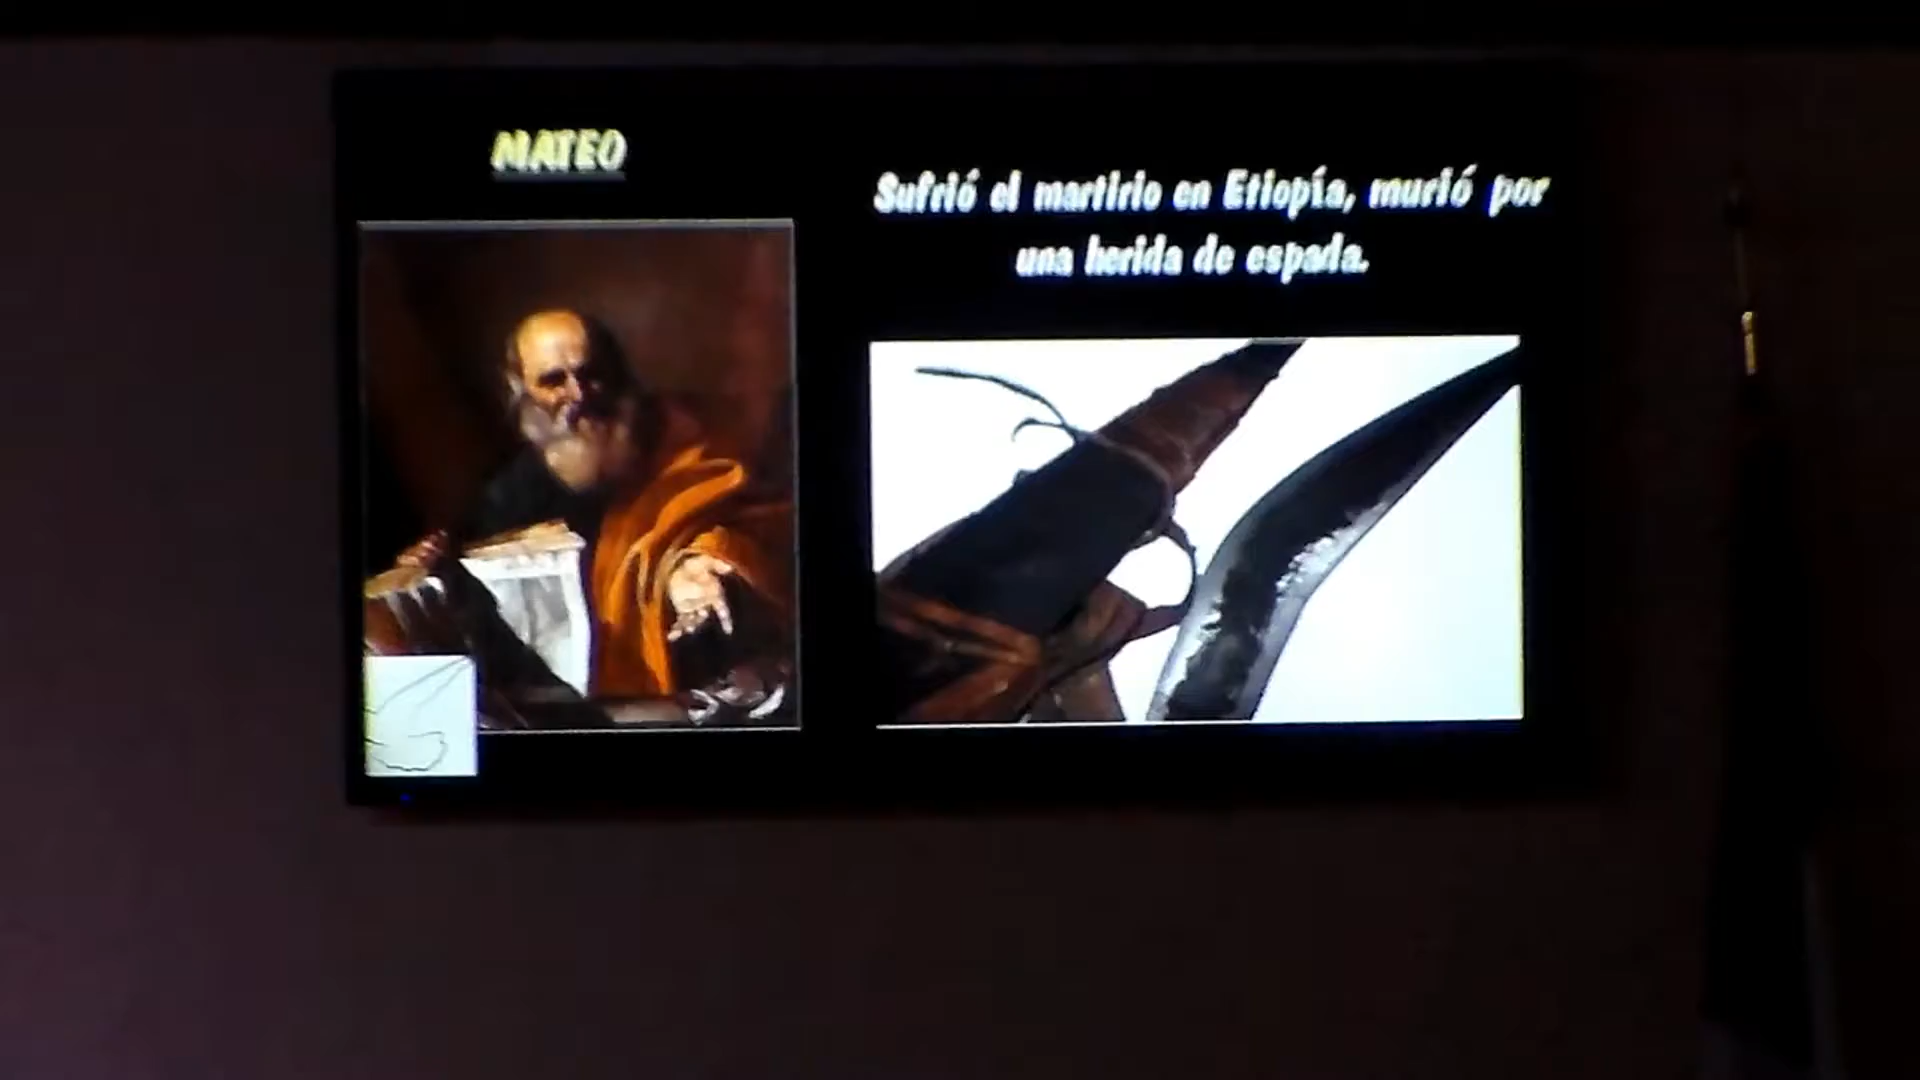 MATEO
Sufrió el martirio en Etiopía, murió por
una herida de espada.